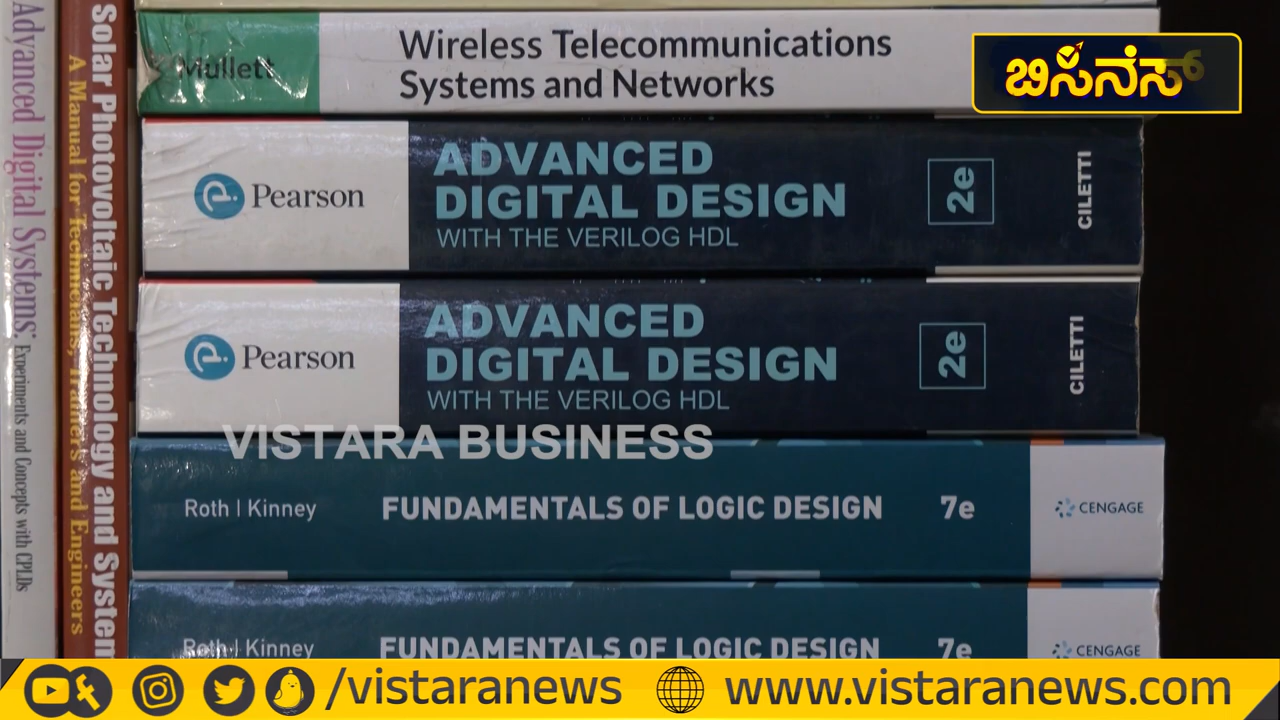 Advanced Digital Systems: Experiments and Concepts with CPLDs
Solar Photovoltaic Technology and System
A Manual for Technicians, Trainers and Engineers
Mullett
Wireless Telecommunications
Systems and Networks
ಬಿಸಿನೆಸ್
Pearson
ADVANCED
DIGITAL DESIGN
WITH THE VERILOG HDL
2e
CILETTI
Pearson
ADVANCED
DIGITAL DESIGN
WITH THE VERILOG HDL
2e
CILETTI
VISTARA BUSINESS
Roth | Kinney FUNDAMENTALS OF LOGIC DESIGN 7e CENGAGE
Roth | Kinney FUNDAMENTALS OF LOGIC DESIGN 7e CENGAGE
/vistaranews www.vistaranews.com